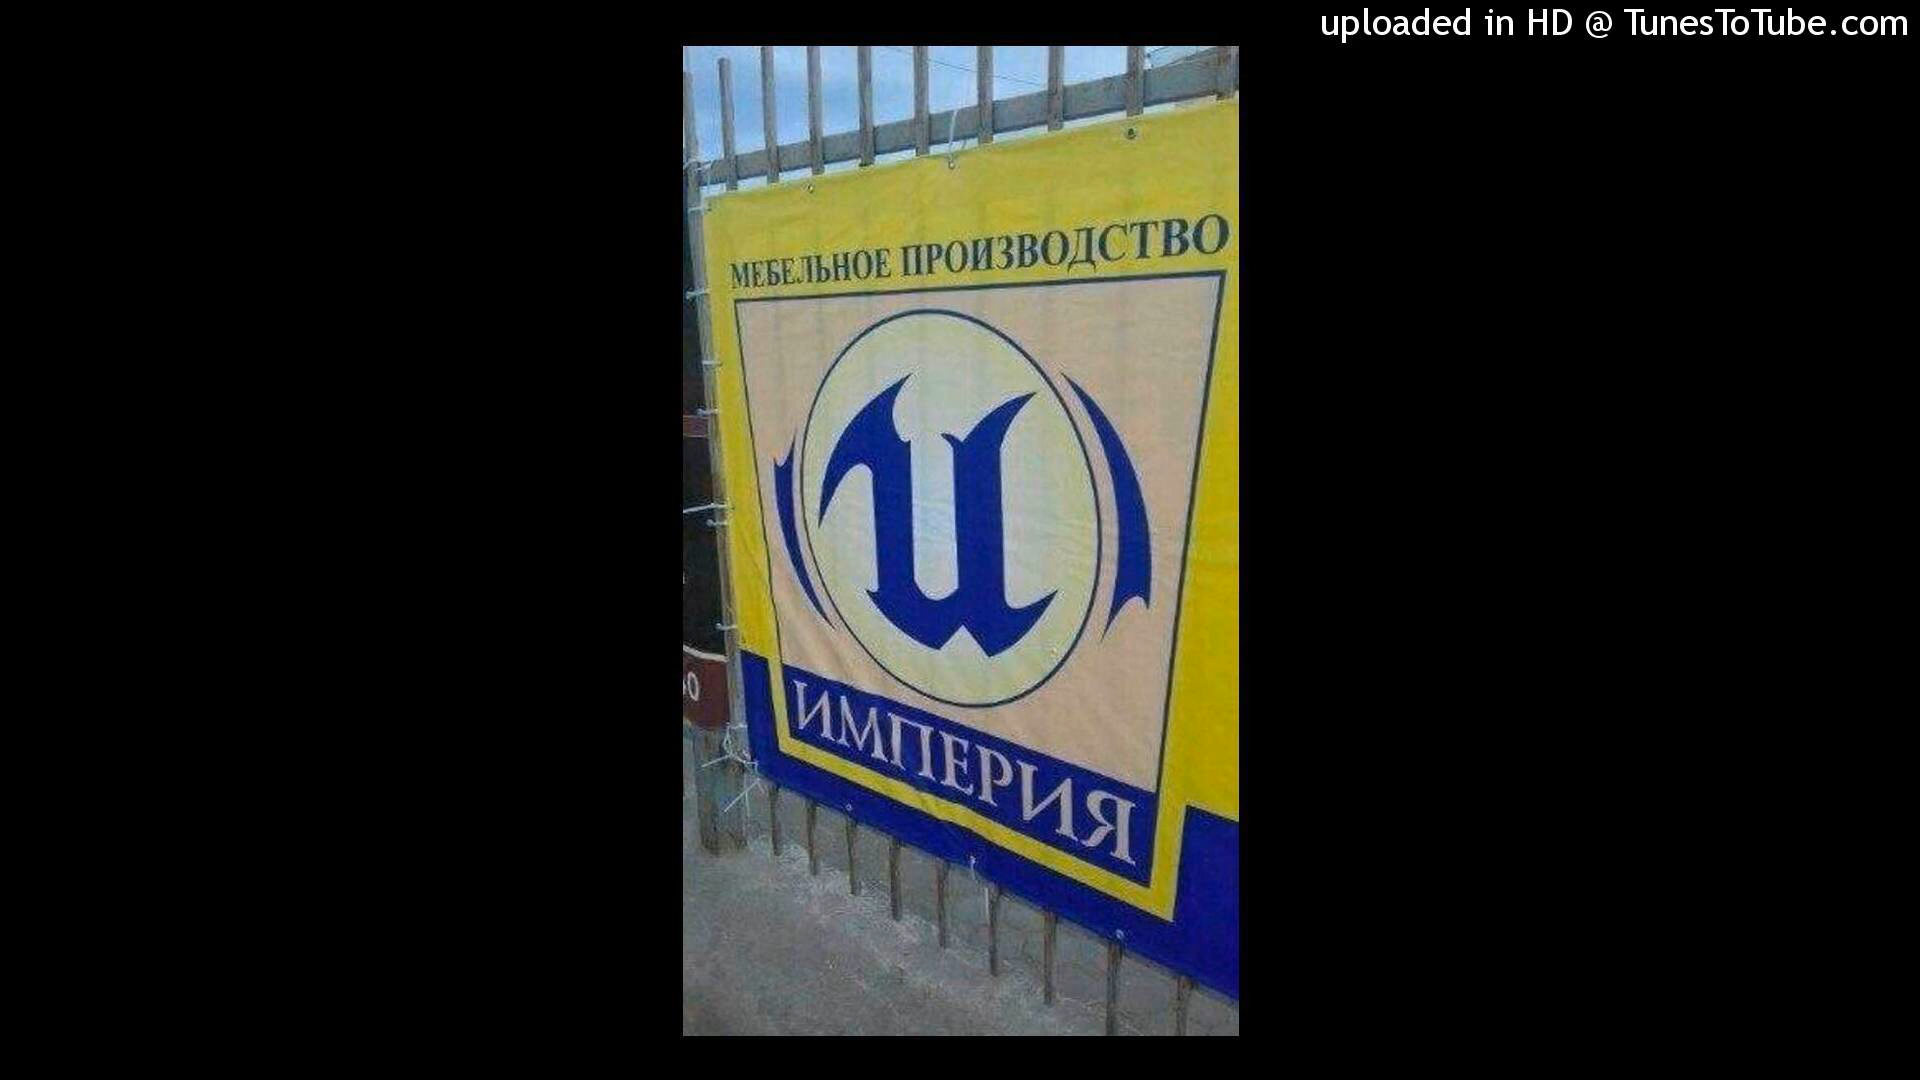 uploaded in HD @ TunesToTube.com
МЕБЕЛЬНОЕ ПРОИЗВОДСТВО
И
ИМПЕРИЯ